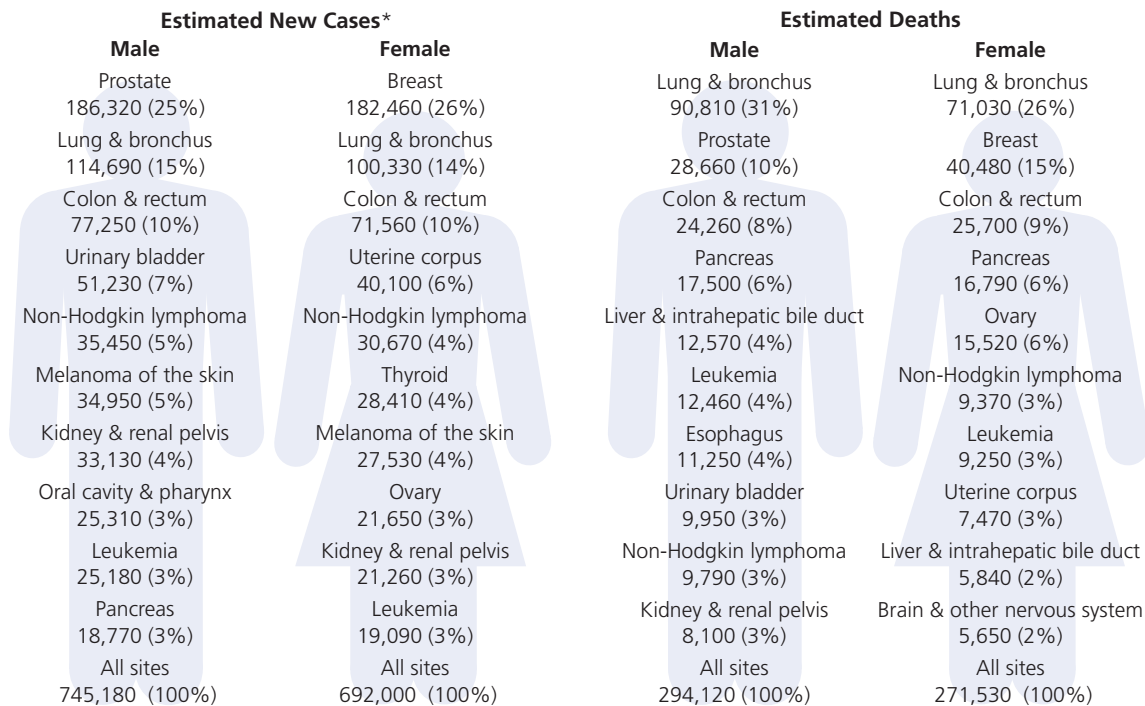 Estimated New Cases*
Male
Prostate
186,320 (25%)
Lung & bronchus
114,690 (15%)
Colon & rectum
77,250 (10%)
Urinary bladder
51,230 (7%)
Non-Hodgkin lymphoma
35,450 (5%)
Melanoma of the skin
34,950 (5%)
Kidney & renal pelvis
33,130 (4%)
Oral cavity & pharynx
25,310 (3%)
Leukemia
25,180 (3%)
Pancreas
18,770 (3%)
All sites
745,180 (100%)
Female
Breast
182,460 (26%)
Lung & bronchus
100,330 (14%)
Colon & rectum
71,560 (10%)
Uterine corpus
40,100 (6%)
Non-Hodgkin lymphoma
30,670 (4%)
Thyroid
28,410 (4%)
Melanoma of the skin
27,530 (4%)
Ovary
21,650 (3%)
Kidney & renal pelvis
21,260 (3%)
Leukemia
19,090 (3%)
All sites
692,000 (100%)
Estimated Deaths
Male
Lung & bronchus
90,810 (31%)
Prostate
28,660 (10%)
Colon & rectum
24,260 (8%)
Pancreas
17,500 (6%)
Liver & intrahepatic bile duct
12,570 (4%)
Leukemia
12,460 (4%)
Esophagus
11,250 (4%)
Urinary bladder
9,950 (3%)
Non-Hodgkin lymphoma
9,790 (3%)
Kidney & renal pelvis
8,100 (3%)
All sites
294,120 (100%)
Female
Lung & bronchus
71,030 (26%)
Breast
40,480 (15%)
Colon & rectum
25,700 (9%)
Pancreas
16,790 (6%)
Ovary
15,520 (6%)
Non-Hodgkin lymphoma
9,370 (3%)
Leukemia
9,250 (3%)
Uterine corpus
7,470 (3%)
Liver & intrahepatic bile duct
5,840 (2%)
Brain & other nervous system
5,650 (2%)
All sites
271,530 (100%)